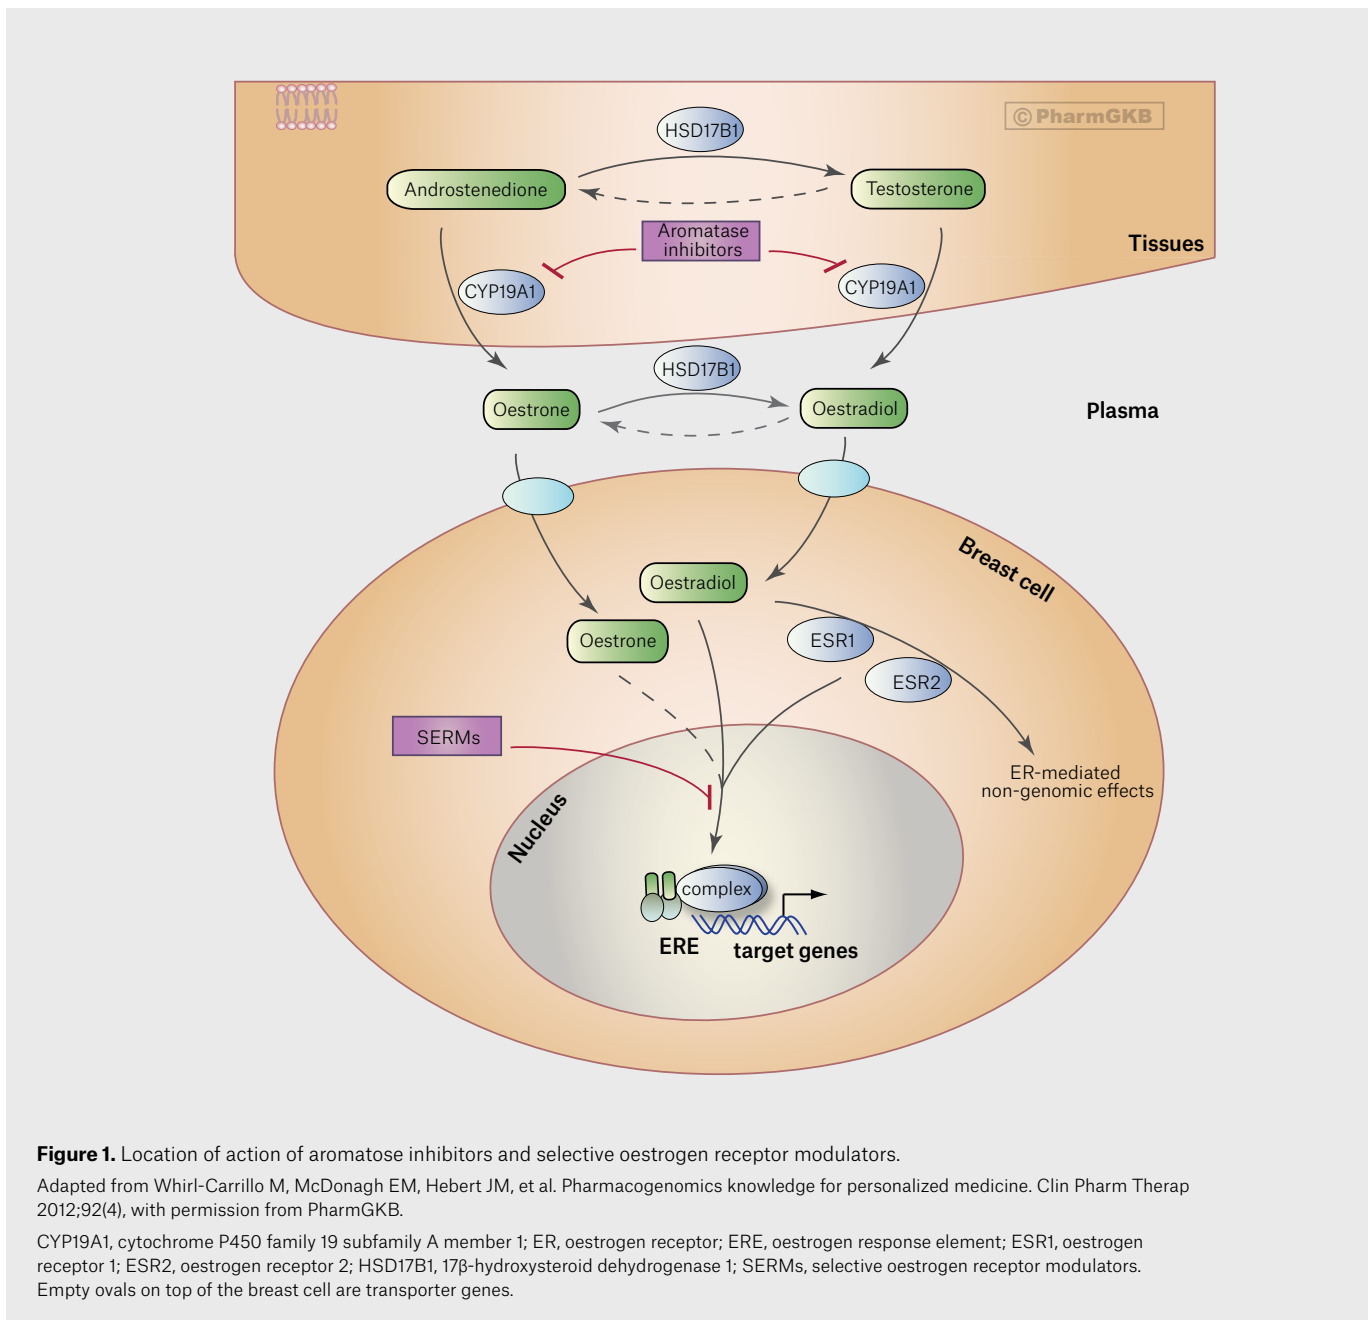 HSD17B1
© PharmGKB
Androstenedione
Testosterone
Aromatase
inhibitors
Tissues
CYP19A1
CYP19A1
HSD17B1
Oestrone
Oestradiol
Plasma
Breast cell
Oestradiol
Oestrone
ESR1
ESR2
SERMs
ER-mediated
non-genomic effects
Nucleus
complex
ERE
target genes
Figure 1. Location of action of aromatose inhibitors and selective oestrogen receptor modulators.
Adapted from Whirl-Carrillo M, McDonagh EM, Hebert JM, et al. Pharmacogenomics knowledge for personalized medicine. Clin Pharm Therap
2012;92(4), with permission from PharmGKB.
CYP19A1, cytochrome P450 family 19 subfamily A member 1; ER, oestrogen receptor; ERE, oestrogen response element; ESR1, oestrogen
receptor 1; ESR2, oestrogen receptor 2; HSD17B1, 17β-hydroxysteroid dehydrogenase 1; SERMs, selective oestrogen receptor modulators.
Empty ovals on top of the breast cell are transporter genes.